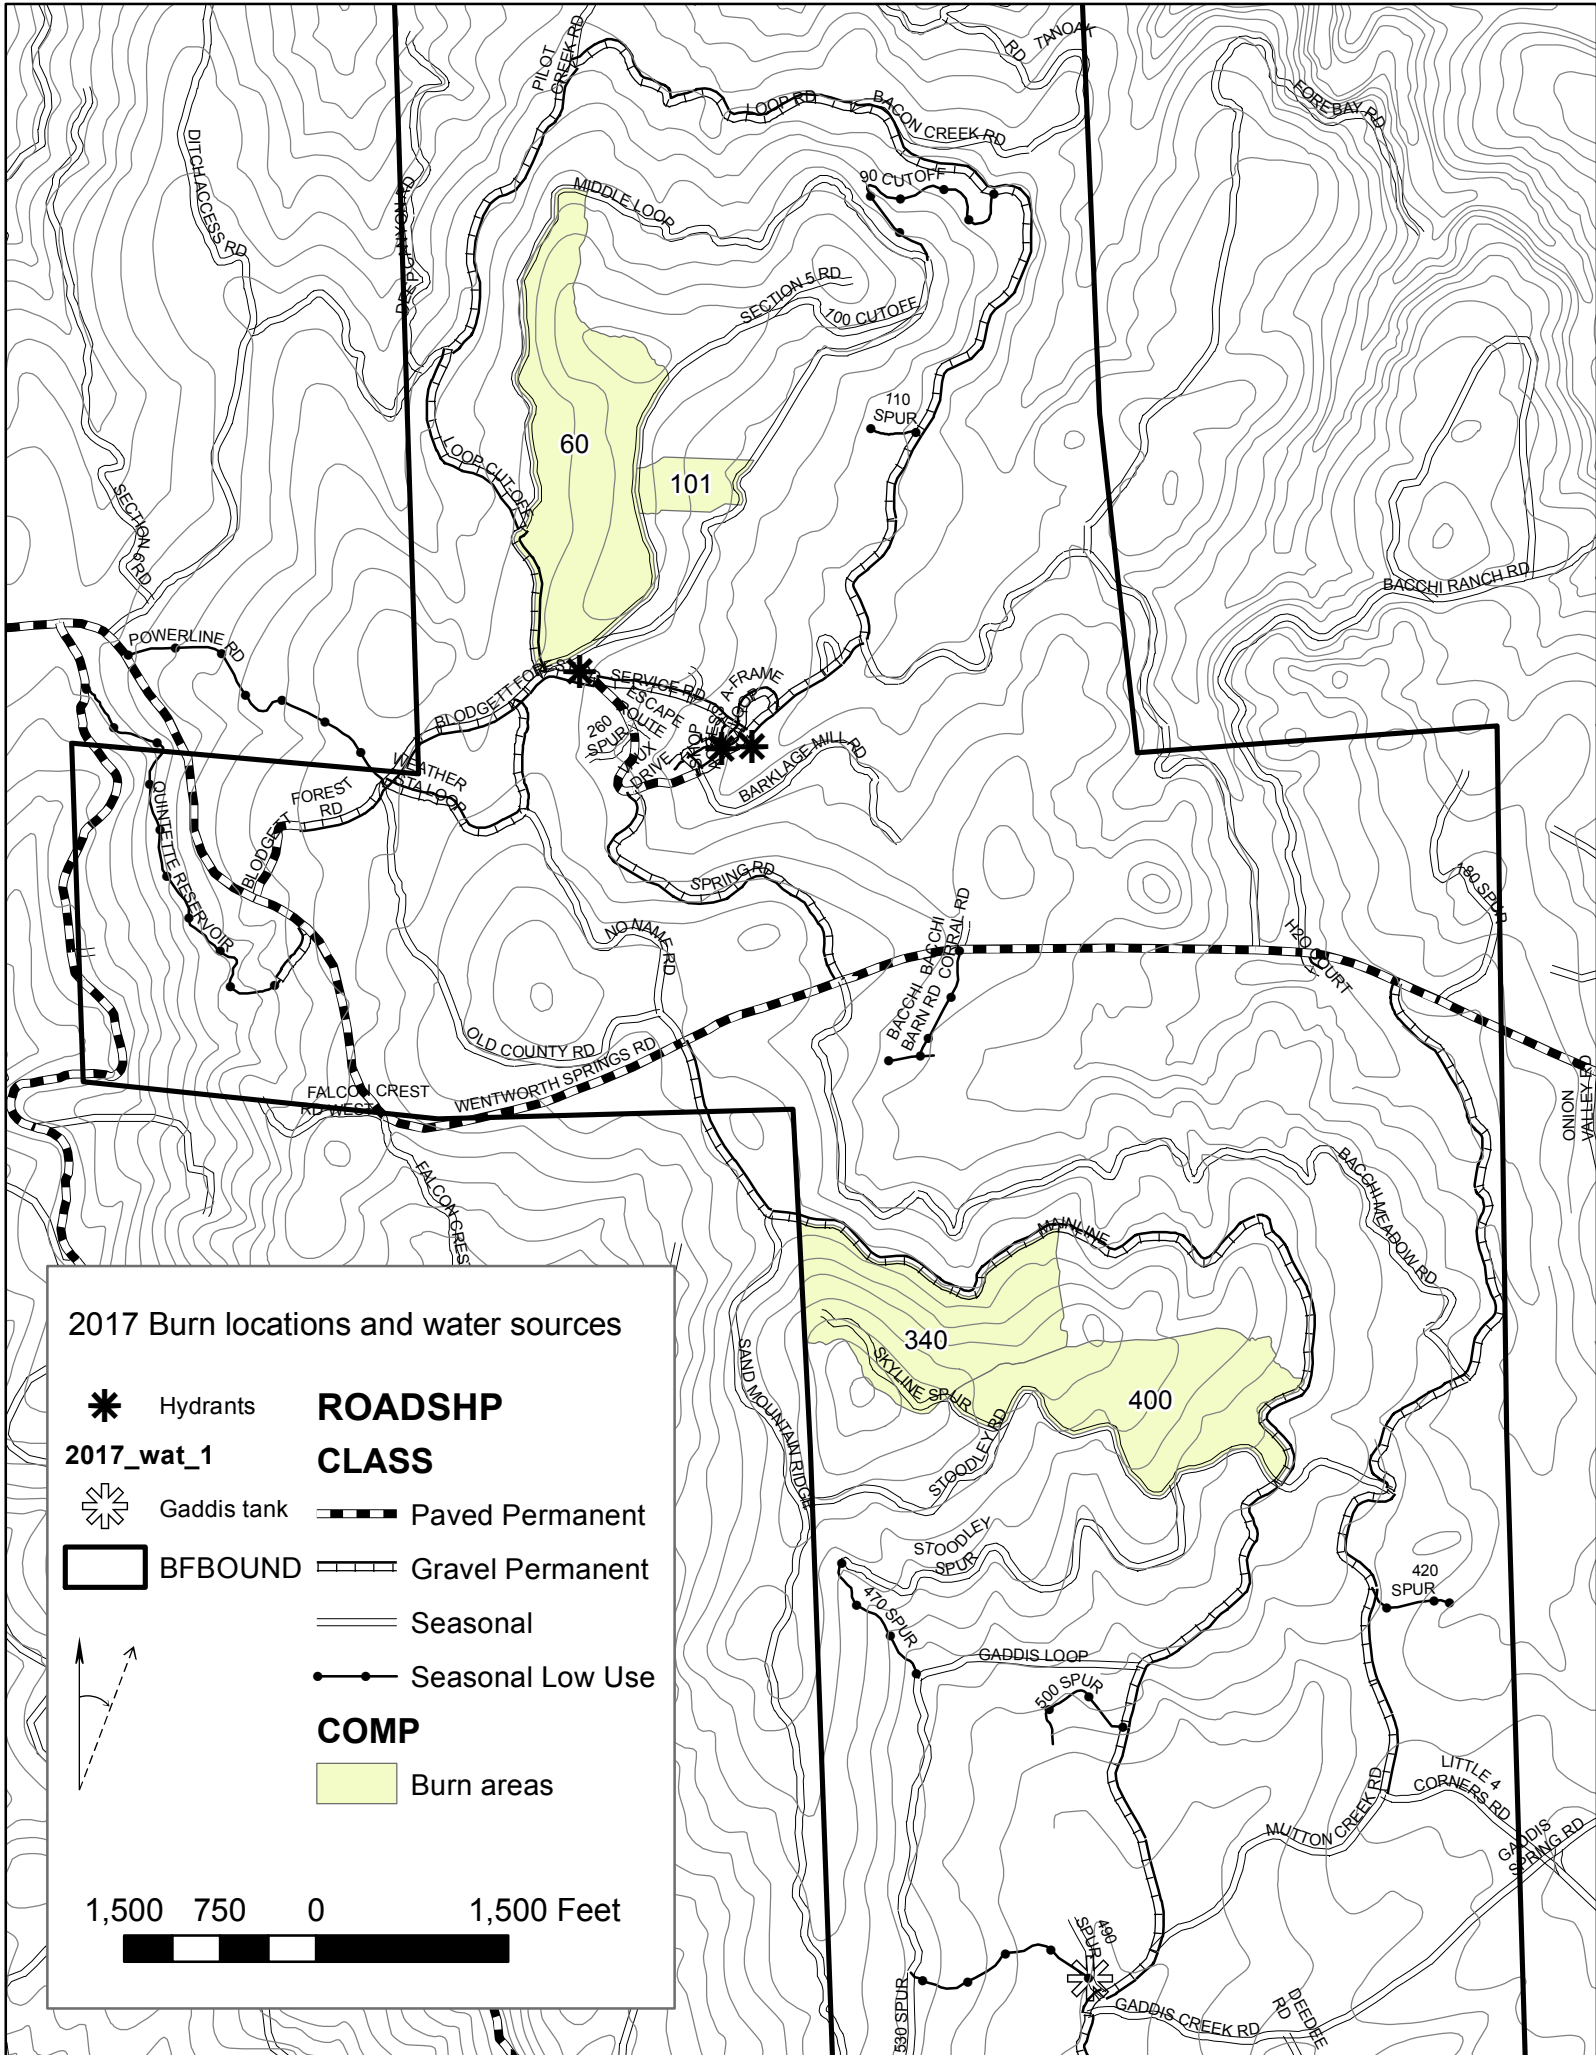 PILOT
CREEK RD
TANOAK
RD
LOOP RD
BACON CREEK RD
FOREBAY RD
DITCH ACCESS RD
90 CUTOFF
MIDDLE LOOP
SECTION 5 RD
100 CUTOFF
110
SPUR
LOOP CUT-OFF
60
101
SECTION 6 RD
BACCHI RANCH RD
POWERLINE RD
SERVICE RD
A-FRAME
LOOP
ESCAPE
ROUTE
260
SPUR
DRIVE
BARKLAGE MILL RD
WEATHER
STA LOOP
FOREST
RD
BLODGETT
QUINTETTE RESERVOIR
SPRING RD
NO NAME RD
180 SPUR
H2O COURT
BACCHI
CORRAL RD
BACCHI
BARN RD
OLD COUNTY RD
WENTWORTH SPRINGS RD
FALCON CREST
RD WEST
ONION
VALLEY RD
FALCON CREST
BACCHI MEADOW RD
MAINLINE
340
SKYLINE SPUR
400
SAND MOUNTAIN RIDGE
STOODLEY RD
STOODLEY
SPUR
470 SPUR
420
SPUR
GADDIS LOOP
500 SPUR
LITTLE 4
CORNERS RD
MUTTON CREEK RD
GADDIS
SPRING RD
490
SPUR
530 SPUR
GADDIS CREEK RD
DEEDEE
RD
2017 Burn locations and water sources
Hydrants
2017_wat_1
Gaddis tank
BFBOUND
ROADSHP
CLASS
Paved Permanent
Gravel Permanent
Seasonal
Seasonal Low Use
COMP
Burn areas
1,500 750 0 1,500 Feet